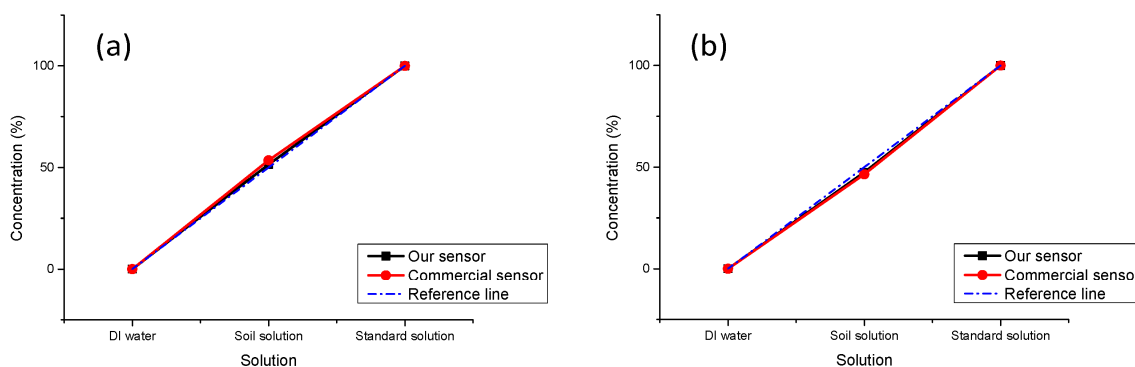 (a)
Concentration (%)
100
50
0
Our sensor
Commercial sensor
Reference line
DI water Soil solution Standard solution
Solution
(b)
Concentration (%)
100
50
0
Our sensor
Commercial sensor
Reference line
DI water Soil solution Standard solution
Solution